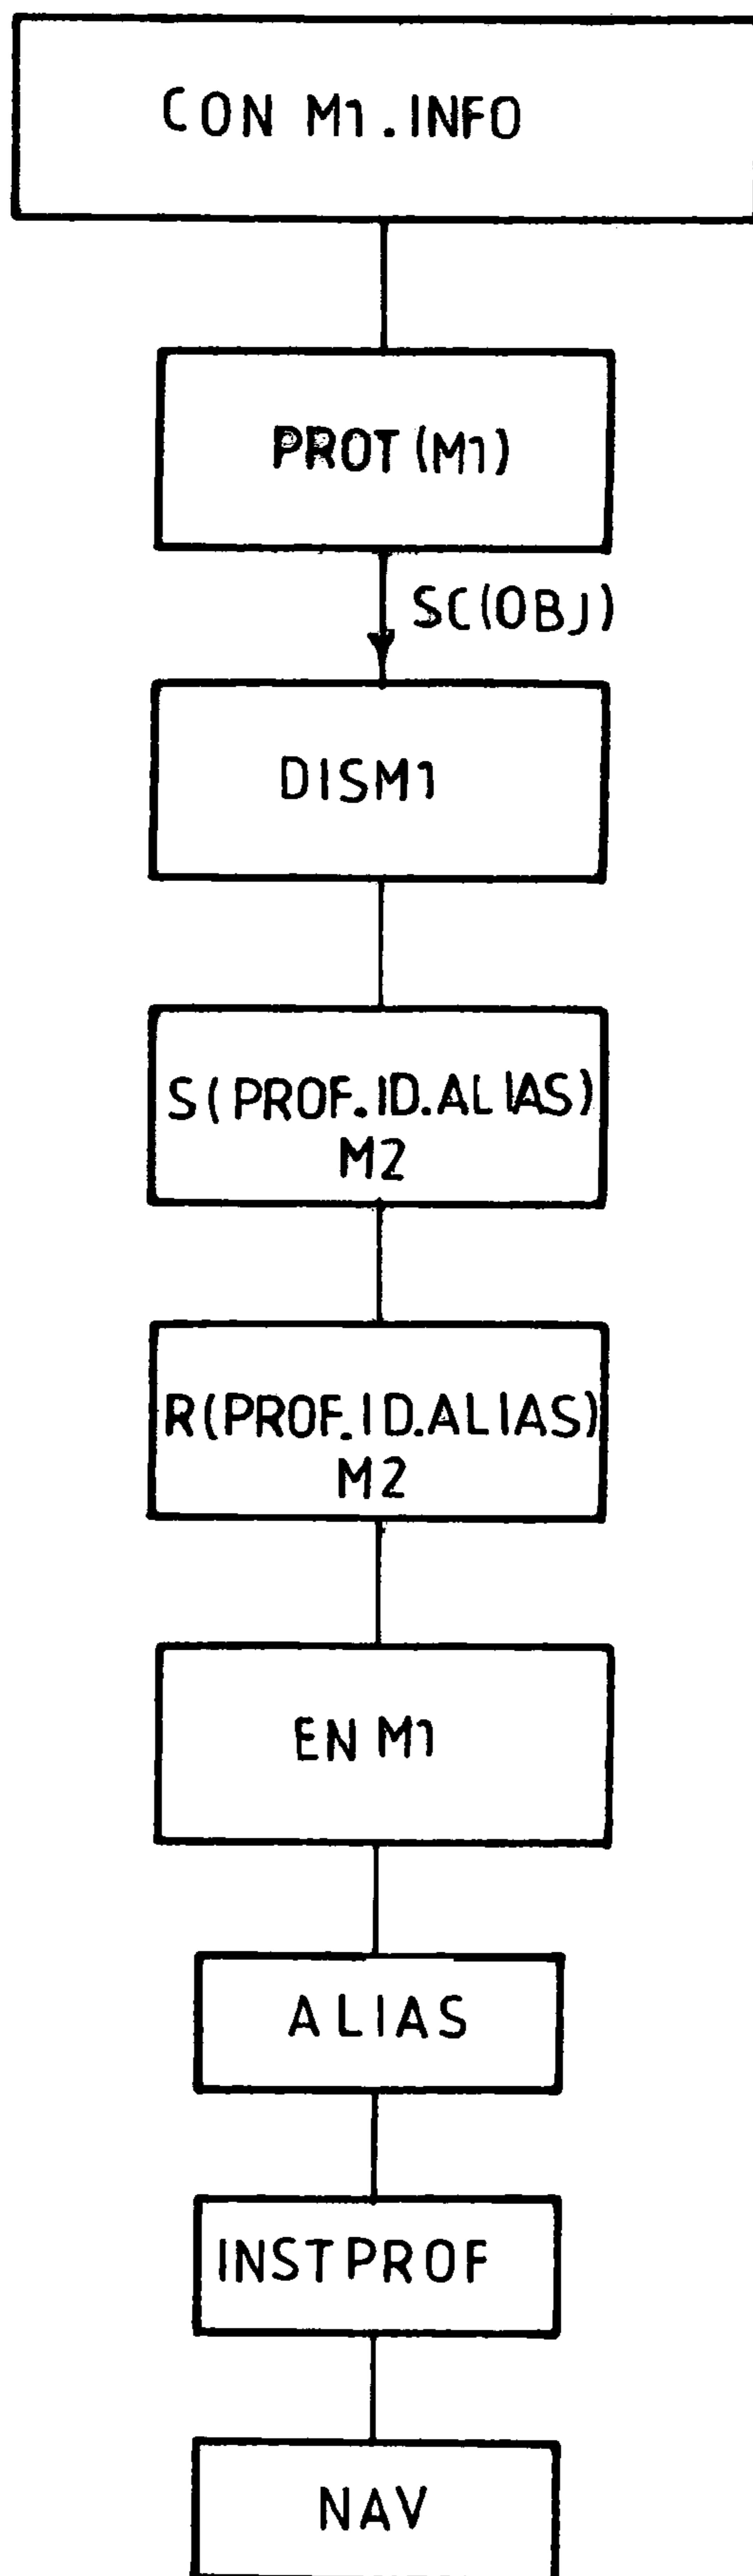 CON M1.INFO
PROT(M1)
SC(OBJ)
DISM1
S(PROF.ID.ALIAS)
M2
R(PROF.ID.ALIAS)
M2
EN M1
ALIAS
INSTPROF
NAV